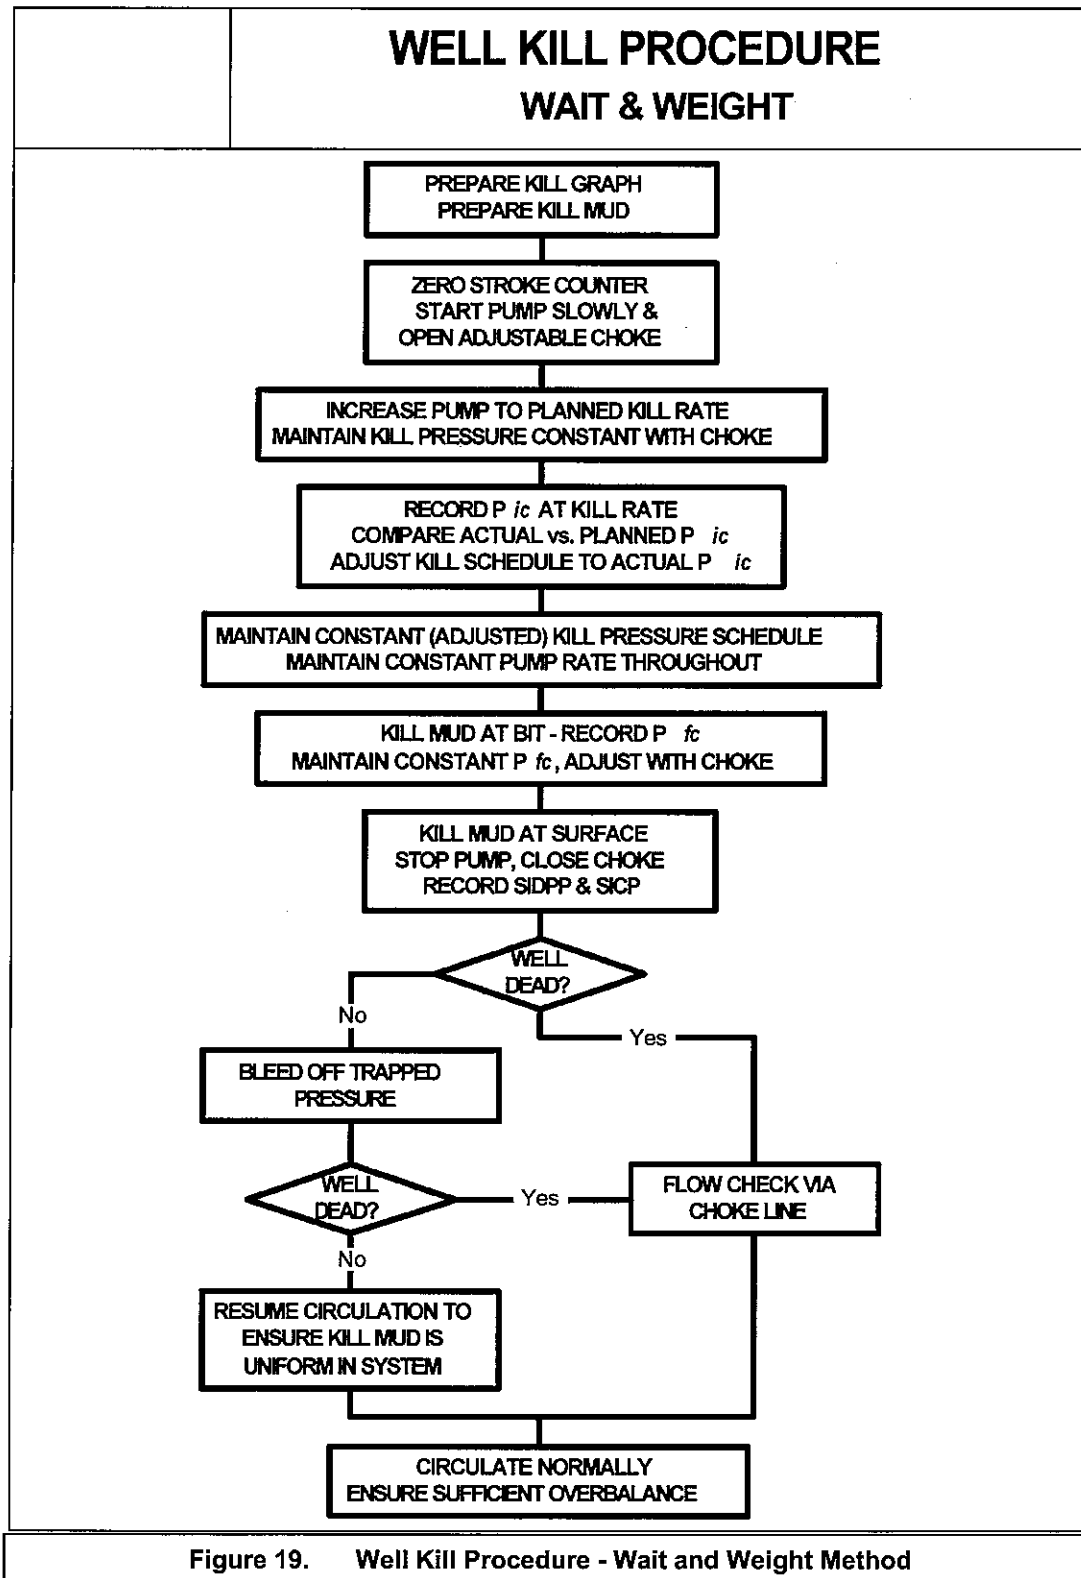 WELL KILL PROCEDURE
WAIT & WEIGHT
PREPARE KILL GRAPH
PREPARE KILL MUD
ZERO STROKE COUNTER
START PUMP SLOWLY &
OPEN ADJUSTABLE CHOKE
INCREASE PUMP TO PLANNED KILL RATE
MAINTAIN KILL PRESSURE CONSTANT WITH CHOKE
RECORD P ic AT KILL RATE
COMPARE ACTUAL vs. PLANNED P ic
ADJUST KILL SCHEDULE TO ACTUAL P ic
MAINTAIN CONSTANT (ADJUSTED) KILL PRESSURE SCHEDULE
MAINTAIN CONSTANT PUMP RATE THROUGHOUT
KILL MUD AT BIT - RECORD P fc
MAINTAIN CONSTANT P fc, ADJUST WITH CHOKE
KILL MUD AT SURFACE
STOP PUMP, CLOSE CHOKE
RECORD SIDPP & SICP
WELL
DEAD?
No
Yes
BLEED OFF TRAPPED
PRESSURE
WELL
DEAD?
Yes
FLOW CHECK VIA
CHOKE LINE
No
RESUME CIRCULATION TO
ENSURE KILL MUD IS
UNIFORM IN SYSTEM
CIRCULATE NORMALLY
ENSURE SUFFICIENT OVERBALANCE
Figure 19. Well Kill Procedure - Wait and Weight Method